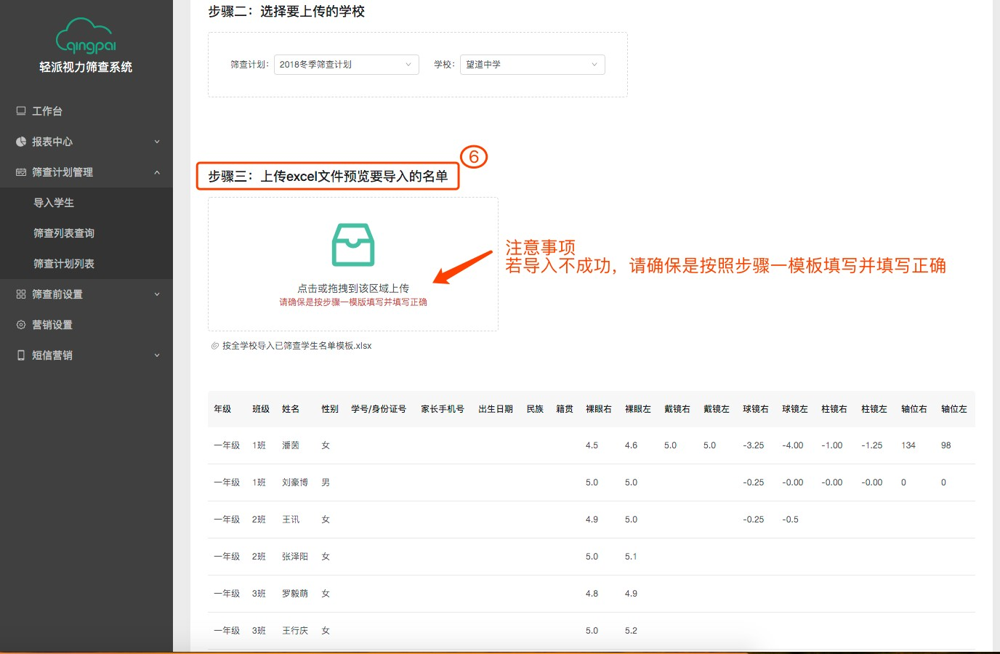 步骤二：选择要上传的学校
qingpai
轻派视力筛查系统
筛查计划： 2018冬季筛查计划 学校： 望道中学
工作台
报表中心
筛查计划管理
导入学生
筛查列表查询
筛查计划列表
筛查前设置
营销设置
短信营销
⑥
步骤三：上传excel文件预览要导入的名单
注意事项
若导入不成功，请确保是按照步骤一模板填写并填写正确
点击或拖拽到该区域上传
请确保是按步骤一模版填写并填写正确
按全学校导入已筛查学生名单模板.xlsx
年级 班级 姓名 性别 学号/身份证号 家长手机号 出生日期 民族 籍贯 裸眼右 裸眼左 戴镜右 戴镜左 球镜右 球镜左 柱镜右 柱镜左 轴位右 轴位左
一年级 1班 潘茵 女 4.5 4.6 5.0 5.0 -3.25 -4.00 -1.00 -1.25 134 98
一年级 1班 刘豪博 男 5.0 5.0 -0.25 -0.00 -0.00 -0.00 0 0
一年级 2班 王讯 女 4.9 5.0 -0.25 -0.5
一年级 2班 张泽阳 女 5.0 5.1
一年级 3班 罗毅萌 女 4.8 4.9
一年级 3班 王行庆 女 5.0 5.2